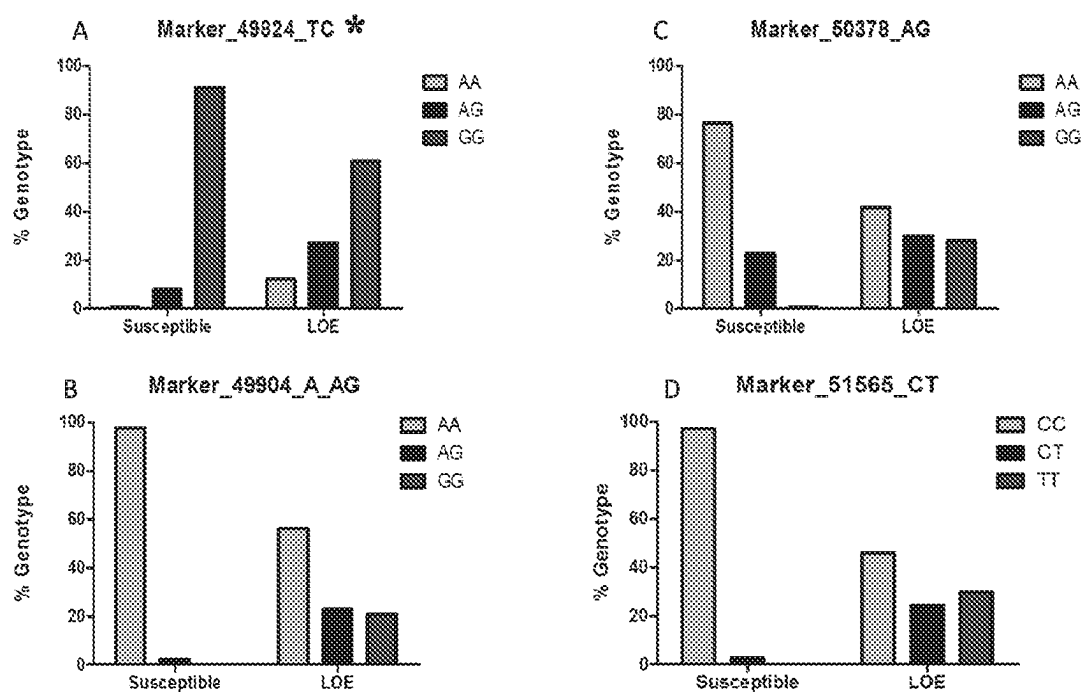 A Marker_49824_TC *
% Genotype
100
80
60
40
20
0
Susceptible LOE
AA
AG
GG
C Marker_50378_AG
% Genotype
100
80
60
40
20
0
Susceptible LOE
AA
AG
GG
B Marker_49904_A_AG
% Genotype
100
80
60
40
20
0
Susceptible LOE
AA
AG
GG
D Marker_51565_CT
% Genotype
100
80
60
40
20
0
Susceptible LOE
CC
CT
TT